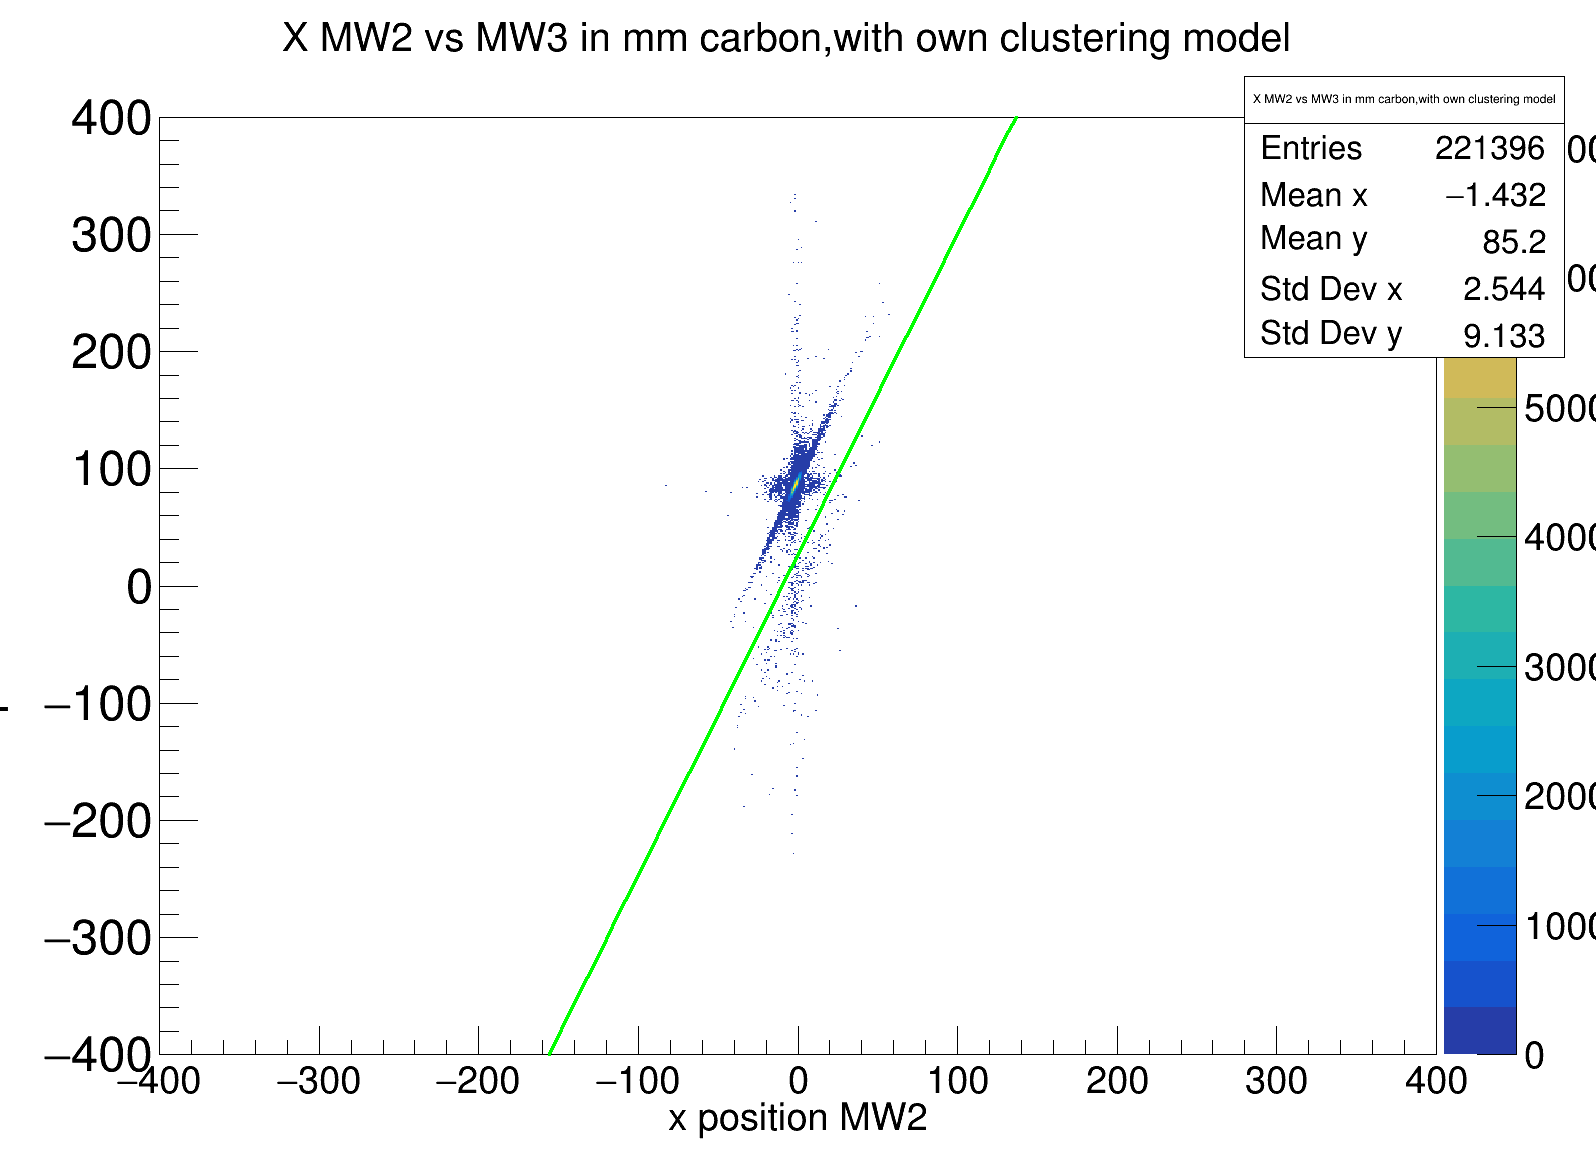 X MW2 vs MW3 in mm carbon,with own clustering model
X MW2 vs MW3 in mm carbon,with own clustering model
Entries 221396
Mean x −1.432
Mean y 85.2
Std Dev x 2.544
Std Dev y 9.133
400
300
200
100
0
−100
−200
−300
−400
−400 −300 −200 −100 0 100 200 300 400
x position MW2
00
00
5000
4000
3000
2000
1000
0